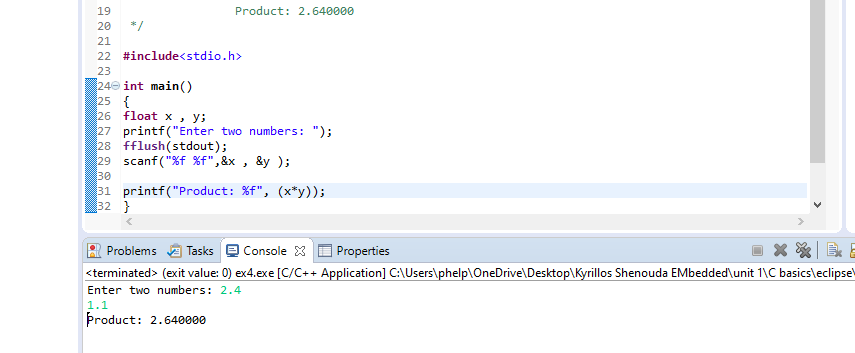 19 Product: 2.640000
20 */
21
22 #include<stdio.h>
23
24 int main()
25 {
26 float x , y;
27 printf("Enter two numbers: ");
28 fflush(stdout);
29 scanf("%f %f",&x , &y );
30
31 printf("Product: %f", (x*y));
32 }
Problems Tasks Console Properties
<terminated> (exit value: 0) ex4.exe [C/C++ Application] C:\Users\phelp\OneDrive\Desktop\Kyrillos Shenouda EMbedded\unit 1\C basics\eclipse\
Enter two numbers: 2.4
1.1
Product: 2.640000